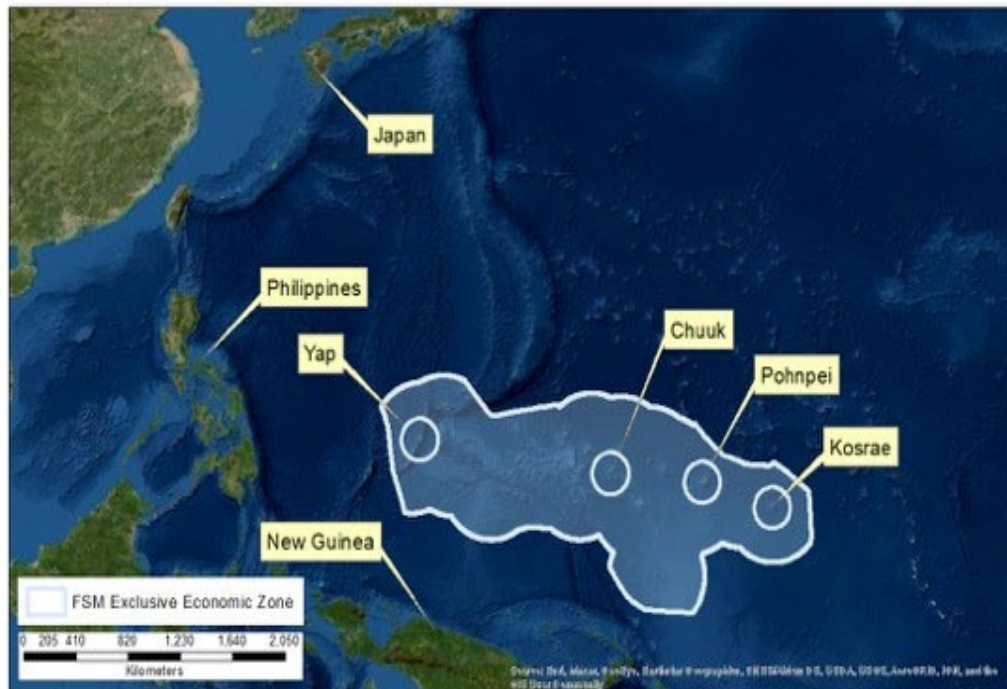 Japan
Philippines
Yap
Chuuk
Pohnpei
Kosrae
New Guinea
FSM Exclusive Economic Zone
0 205 410 820 1,230 1,640 2,050
Kilometers